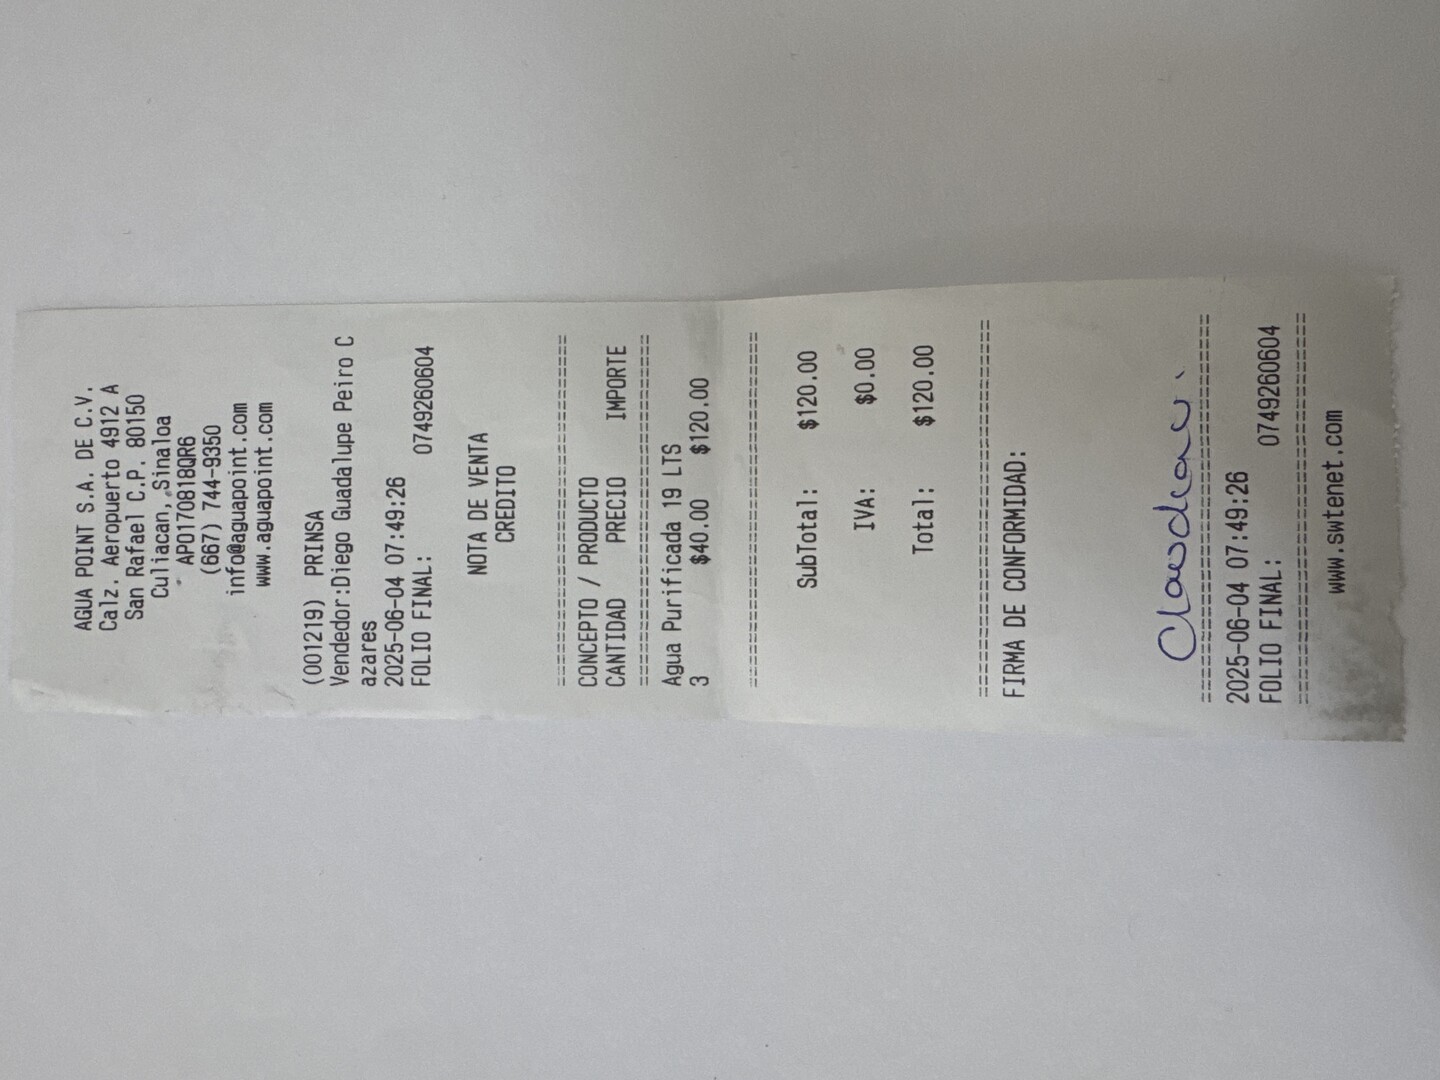 AGUA POINT S.A. DE C.V.
Calz. Aeropuerto 4912 A
San Rafael C.P. 80150
Culiacan, Sinaloa
APO170818QR6
(667) 744-9350
info@aguapoint.com
www.aguapoint.com
(001219) PRINSA
Vendedor:Diego Guadalupe Peiro C
azares
2025-06-04 07:49:26
FOLIO FINAL: 0749260604
NOTA DE VENTA
CREDITO
================================
CONCEPTO / PRODUCTO
CANTIDAD PRECIO IMPORTE
================================
Agua Purificada 19 LTS
3 $40.00 $120.00
================================
SubTotal: $120.00
IVA: $0.00
Total: $120.00
================================
FIRMA DE CONFORMIDAD:
================================
2025-06-04 07:49:26
FOLIO FINAL: 0749260604
================================
www.swtenet.com